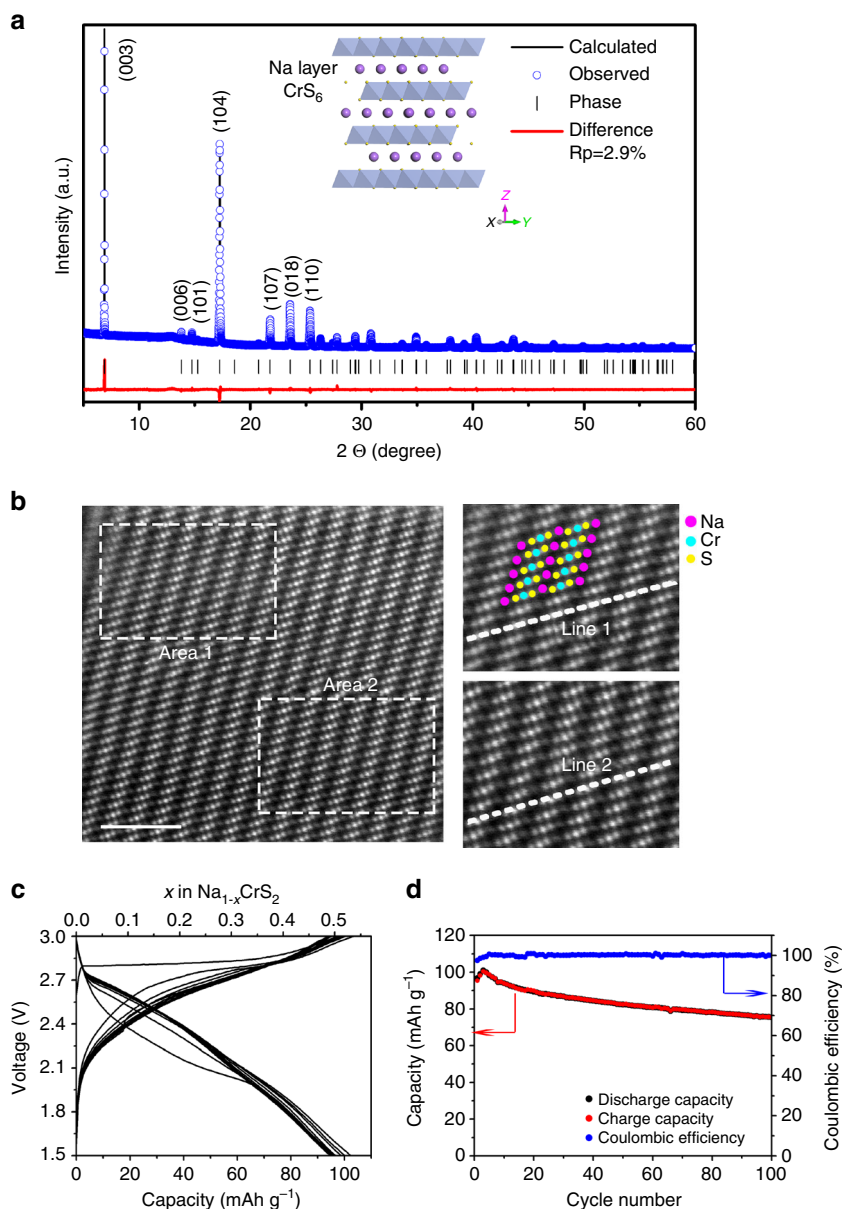 a
Intensity (a.u.)
(003)
(006)
(101)
(104)
(107)
(018)
(110)
Na layer
CrS6
Z
X
Y
Calculated
Observed
Phase
Difference
Rp=2.9%
10 20 30 40 50 60
2 Θ (degree)
b
Area 1
Area 2
Line 1
Na
Cr
S
Line 2
c
x in Na1-xCrS2
0.0 0.1 0.2 0.3 0.4 0.5
Voltage (V)
3.0
2.7
2.4
2.1
1.8
1.5
0 20 40 60 80 100
Capacity (mAh g−1)
d
Capacity (mAh g−1)
120
100
80
60
40
20
0
Discharge capacity
Charge capacity
Coulombic efficiency
100
80
60
40
20
0
Coulombic efficiency (%)
0 20 40 60 80 100
Cycle number